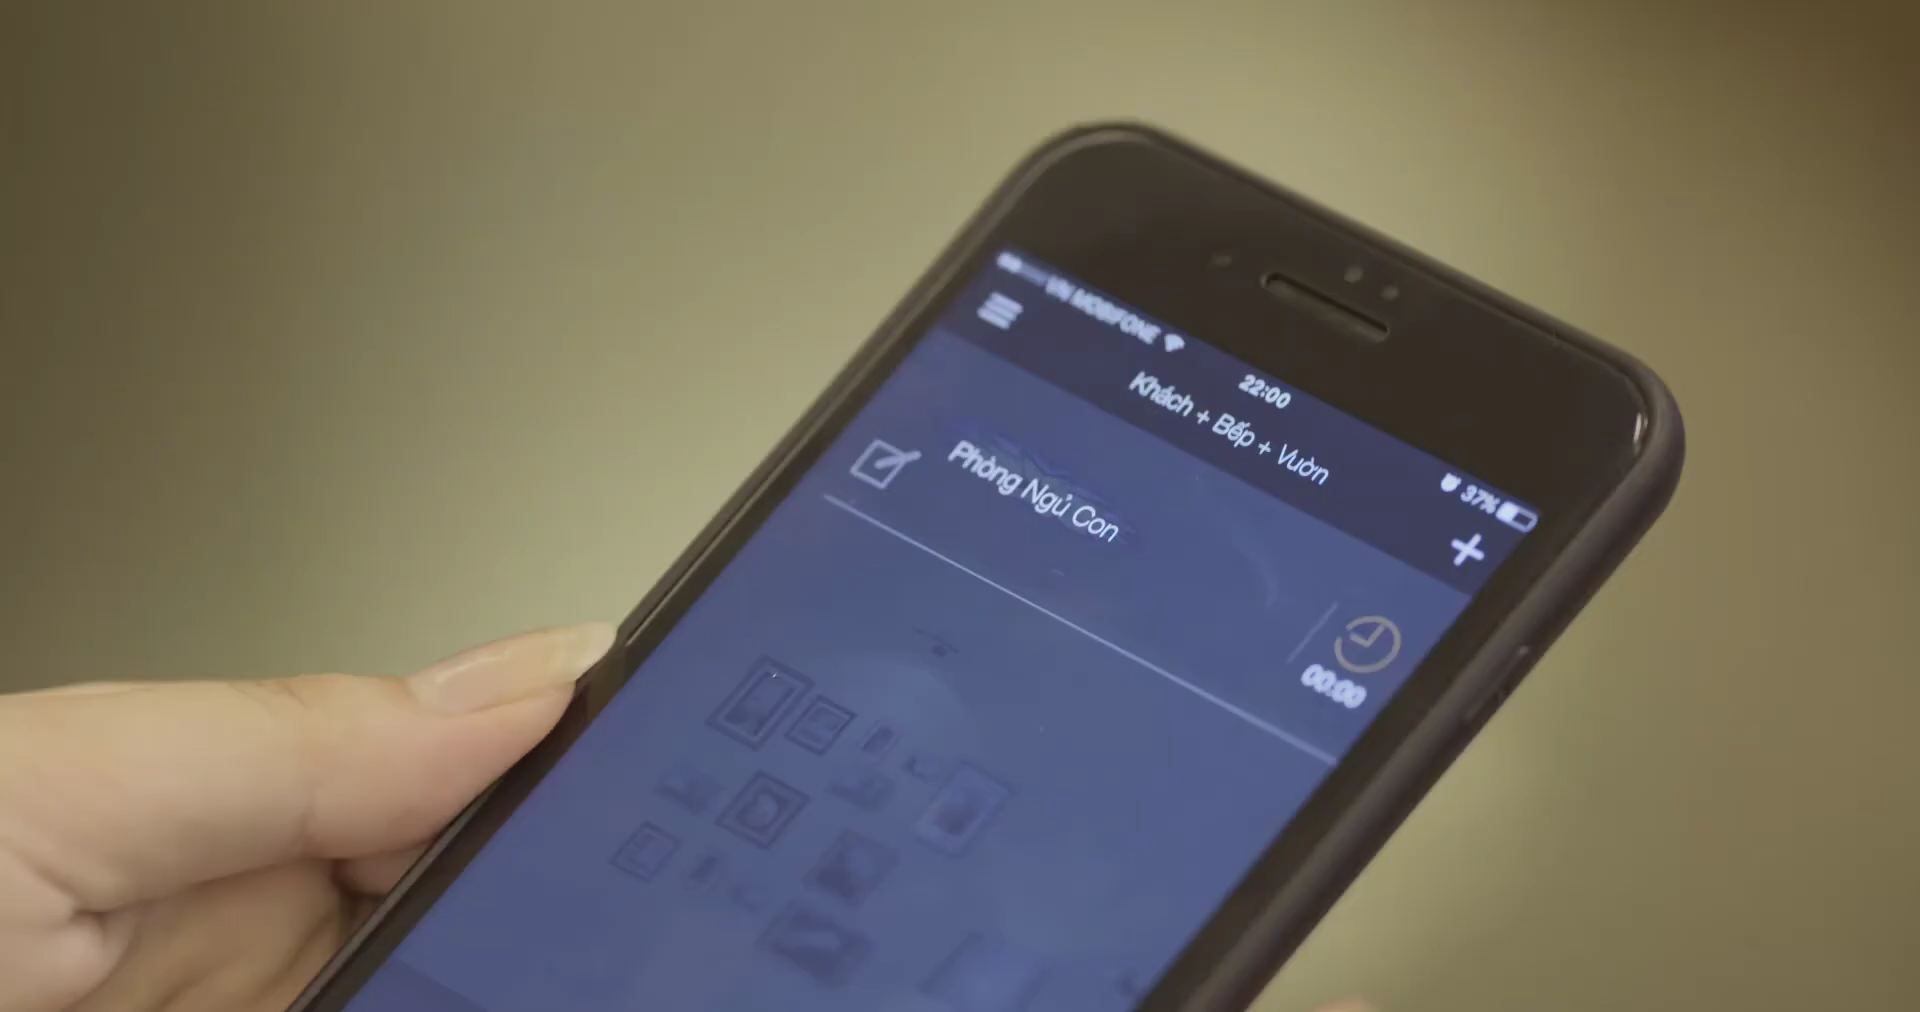 VN MOBIFONE
22:00
37%
Khách + Bếp + Vườn
Phòng Ngủ Con
00:00